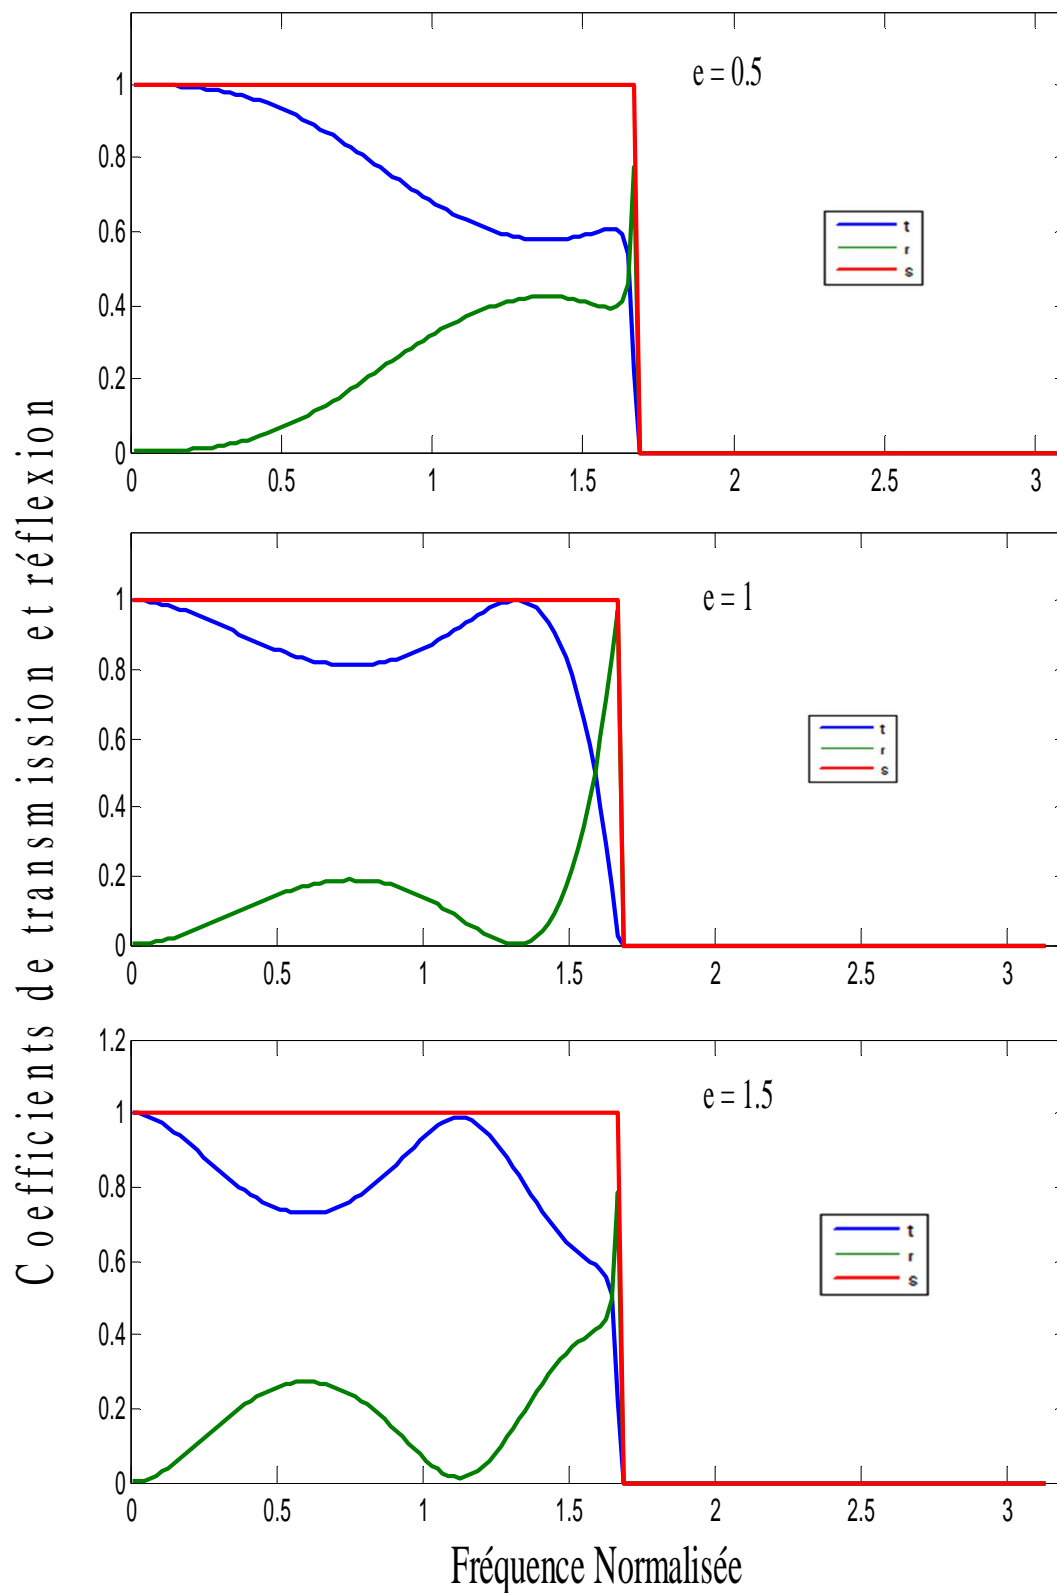 Coefficients de transmission et réflexion
e = 0.5
1
0.8
0.6
0.4
0.2
0
t
r
s
0 0.5 1 1.5 2 2.5 3
e = 1
1
0.8
0.6
0.4
0.2
0
t
r
s
0 0.5 1 1.5 2 2.5 3
1.2
e = 1.5
1
0.8
0.6
0.4
0.2
0
t
r
s
0 0.5 1 1.5 2 2.5 3
Fréquence Normalisée